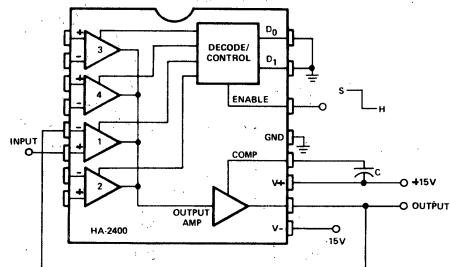 +
3
-
+
4
-
DECODE/
CONTROL
D0
D1
ENABLE
S
H
INPUT
-
1
+
-
2
+
GND
COMP
C
V+
+15V
OUTPUT
AMP
OUTPUT
V-
-15V
HA-2400